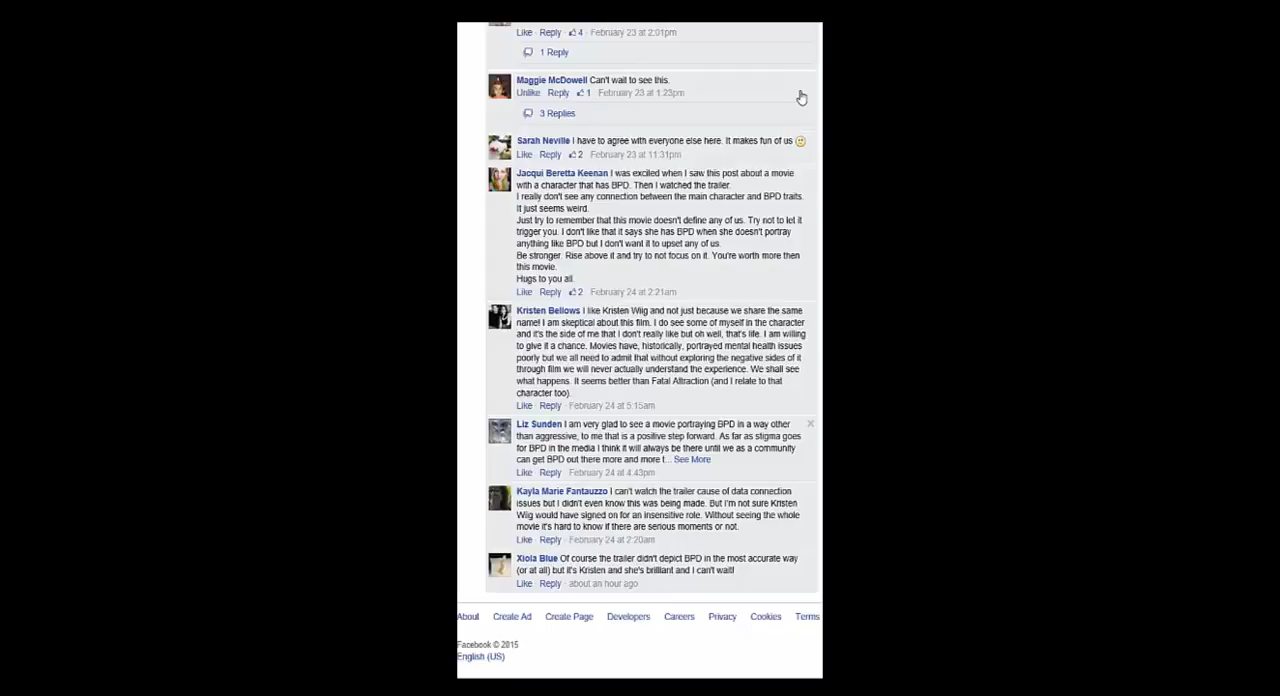 Like Reply 4 · February 23 at 2:01pm
1 Reply
Maggie McDowell Can't wait to see this.
Unlike Reply 1 February 23 at 1:23pm
3 Replies
Sarah Neville I have to agree with everyone else here. It makes fun of us
Like Reply 2 February 23 at 11:31pm
Jacqui Beretta Keenan I was excited when I saw this post about a movie
with a character that has BPD. Then I watched the trailer.
I really don't see any connection between the main character and BPD traits.
It just seems weird.
Just try to remember that this movie doesn't define any of us. Try not to let it
trigger you. I don't like that it says she has BPD when she doesn't portray
anything like BPD but I don't want it to upset any of us.
Be stronger. Rise above it and try to not focus on it. You're worth more then
this movie.
Hugs to you all.
Like · Reply · 2 · February 24 at 2:21am
Kristen Bellows I like Kristen Wiig and not just because we share the same
name! I am skeptical about this film. I do see some of myself in the character
and it's the side of me that I don't really like but oh well, that's life. I am willing
to give it a chance. Movies have, historically, portrayed mental health issues
poorly but we all need to admit that without exploring the negative sides of it
through film we will never actually understand the experience. We shall see
what happens. It seems better than Fatal Attraction (and I relate to that
character too).
Like · Reply · February 24 at 5:15am
Liz Sunden I am very glad to see a movie portraying BPD in a way other
than aggressive, to me that is a positive step forward. As far as stigma goes
for BPD in the media I think it will always be there until we as a community
can get BPD out there more and more t... See More
Like · Reply · February 24 at 4:43pm
Kayla Marie Fantauzzo I can't watch the trailer cause of data connection
issues but I didn't even know this was being made. But I'm not sure Kristen
Wiig would have signed on for an insensitive role. Without seeing the whole
movie it's hard to know if there are serious moments or not.
Like · Reply · February 24 at 2:20am
Xiola Blue Of course the trailer didn't depict BPD in the most accurate way
(or at all) but it's Kristen and she's brilliant and I can't wait!
Like · Reply · about an hour ago
About Create Ad Create Page Developers Careers Privacy Cookies Terms
Facebook © 2015
English (US)